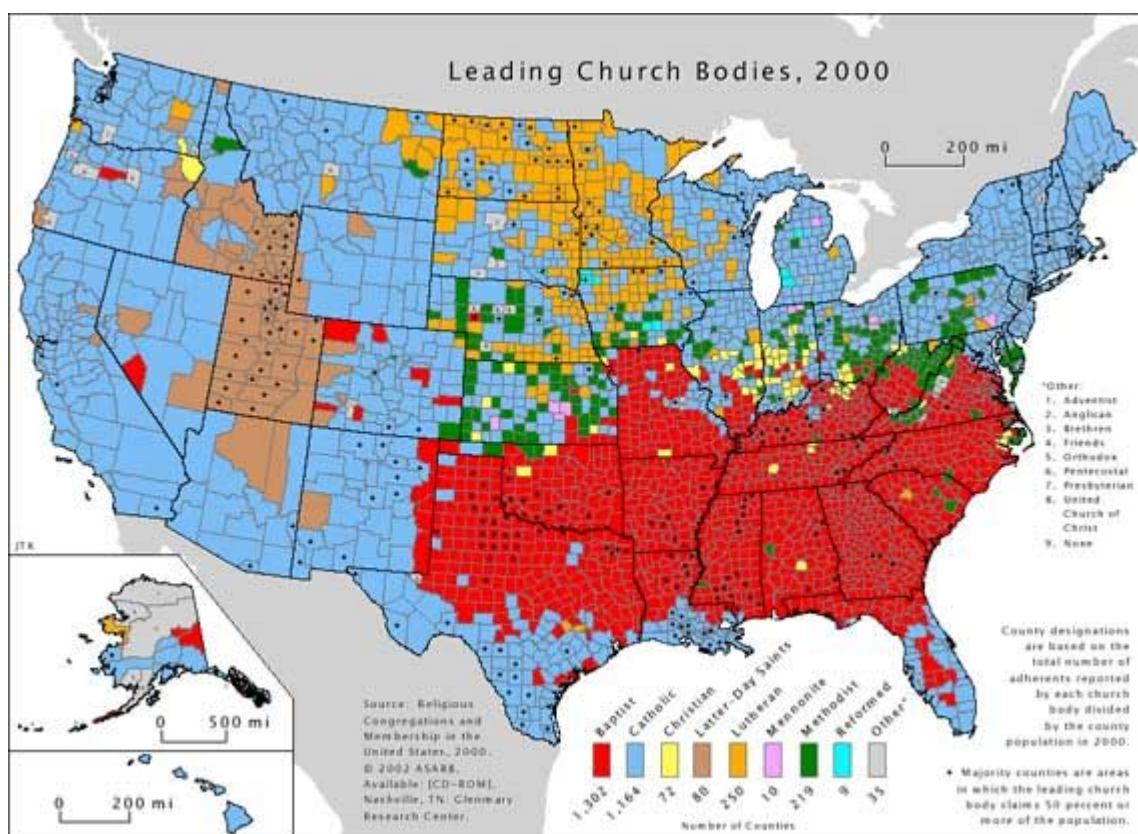 Leading Church Bodies, 2000
0 200 mi
*Other:
1. Adventist
2. Anglican
3. Brethren
4. Friends
5. Orthodox
6. Pentecostal
7. Presbyterian
8. United
Church of
Christ
9. None
JTK
0 500 mi
0 200 mi
Source: Religious
Congregations and
Membership in the
United States, 2000.
© 2002 ASARB.
Available: [CD-ROM],
Nashville, TN: Glenmary
Research Center.
Baptist
Catholic
Christian
Latter-Day Saints
Lutheran
Mennonite
Methodist
Reformed
Other*
1,302
1,164
72
80
250
10
219
9
35
Number of Counties
County designations
are based on the
total number of
adherents reported
by each church
body divided
by the county
population in 2000.
• Majority counties are areas
in which the leading church
body claims 50 percent or
more of the population.